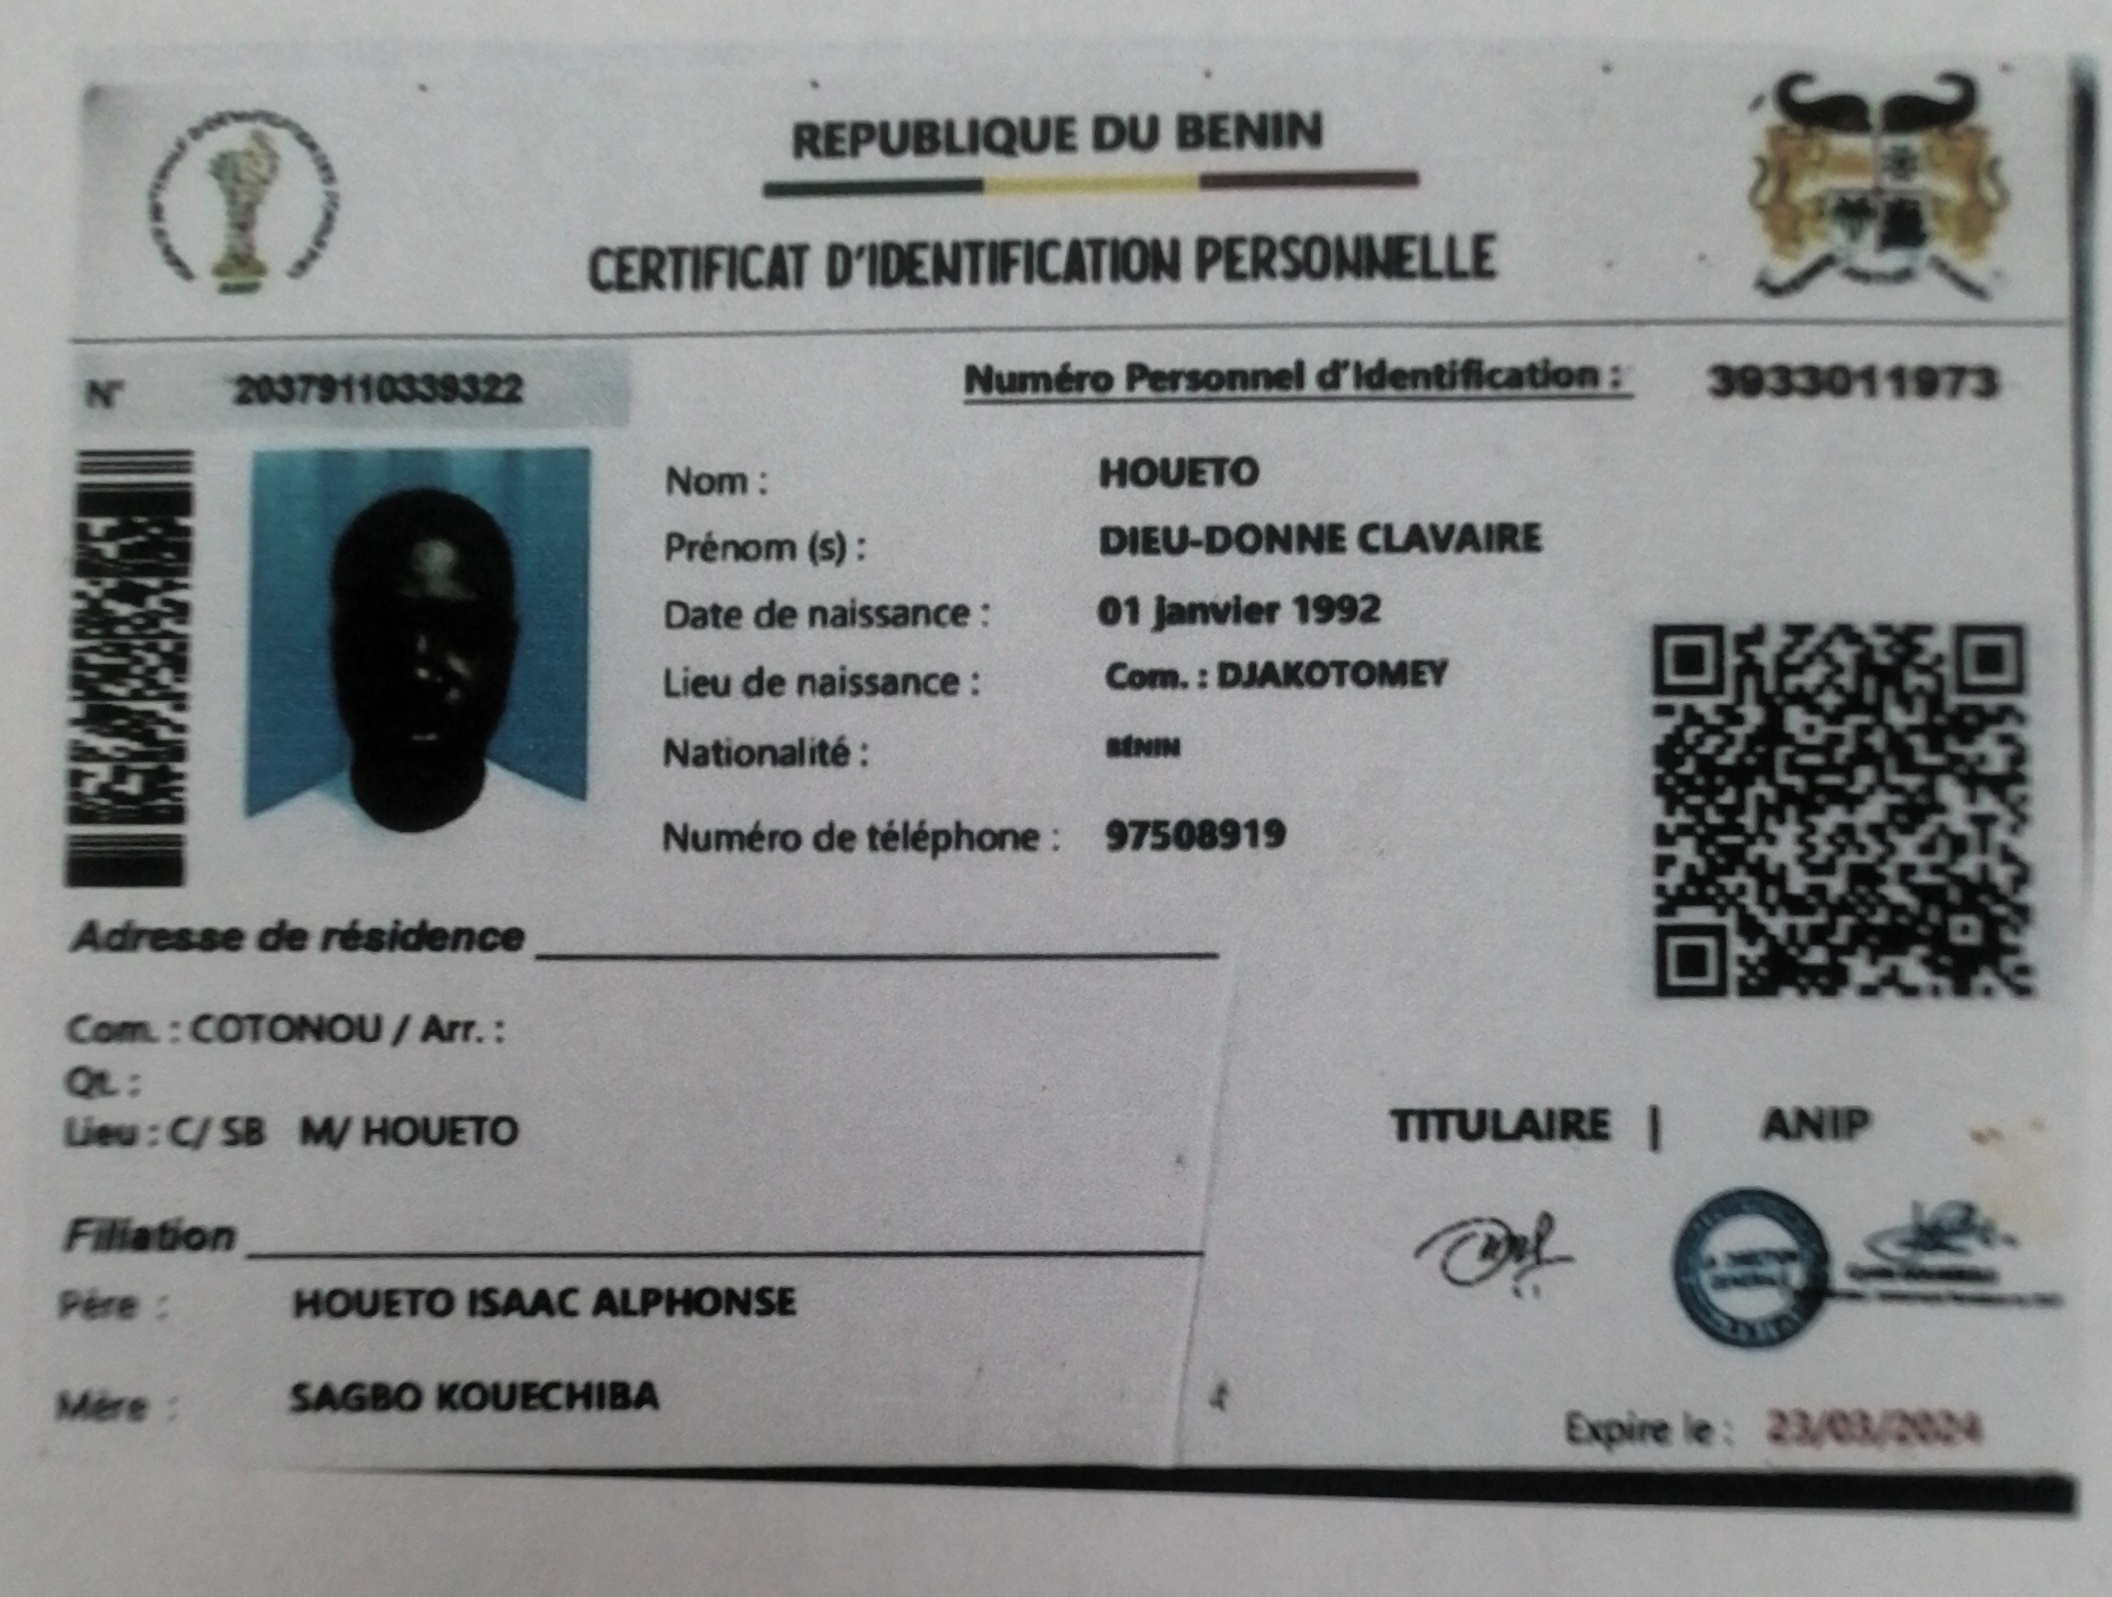 REPUBLIQUE DU BENIN
CERTIFICAT D'IDENTIFICATION PERSONNELLE
N° 20379110339322
Numéro Personnel d'Identification : 3933011973
Nom : HOUETO
Prénom (s) : DIEU-DONNE CLAVAIRE
Date de naissance : 01 janvier 1992
Lieu de naissance : Com. : DJAKOTOMEY
Nationalité : BÉNIN
Numéro de téléphone : 97508919
Adresse de résidence
Com. : COTONOU / Arr. :
Qt. :
Lieu : C/ SB M/ HOUETO
TITULAIRE | ANIP
Filiation
Père : HOUETO ISAAC ALPHONSE
Mère : SAGBO KOUECHIBA
Expire le : 23/03/2024